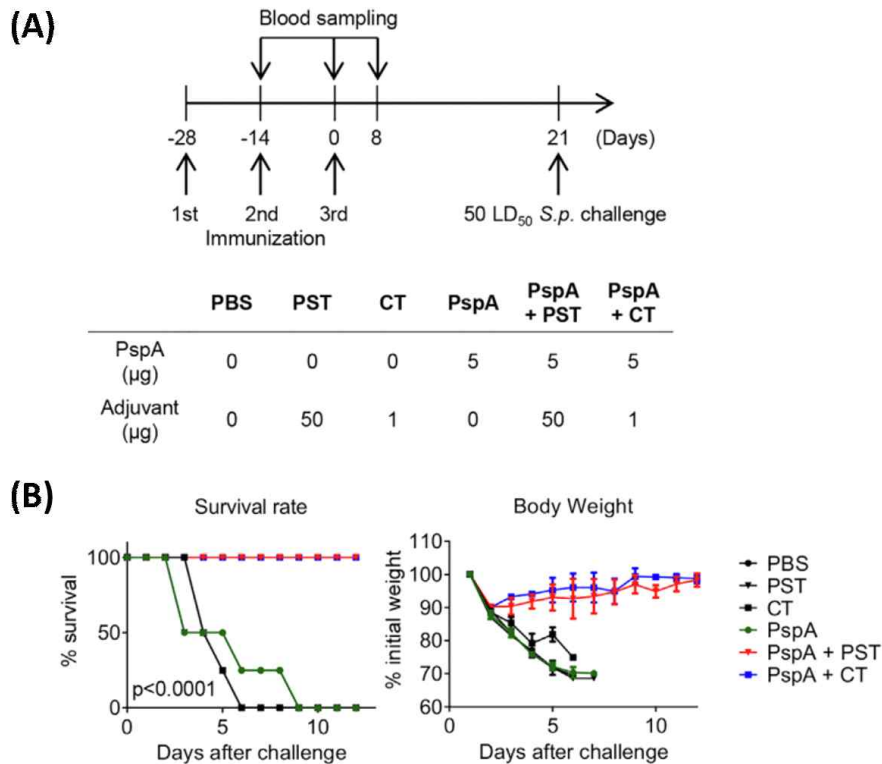 (A)
Blood sampling
-28 -14 0 8 21 (Days)
1st 2nd 3rd 50 LD50 S.p. challenge
Immunization
PBS PST CT PspA PspA + PST PspA + CT
PspA (µg) 0 0 0 5 5 5
Adjuvant (µg) 0 50 1 0 50 1
(B)
Survival rate
% survival
100
50
0
p<0.0001
0 5 10
Days after challenge
Body Weight
% initial weight
110
100
90
80
70
60
0 5 10
Days after challenge
PBS
PST
CT
PspA
PspA + PST
PspA + CT